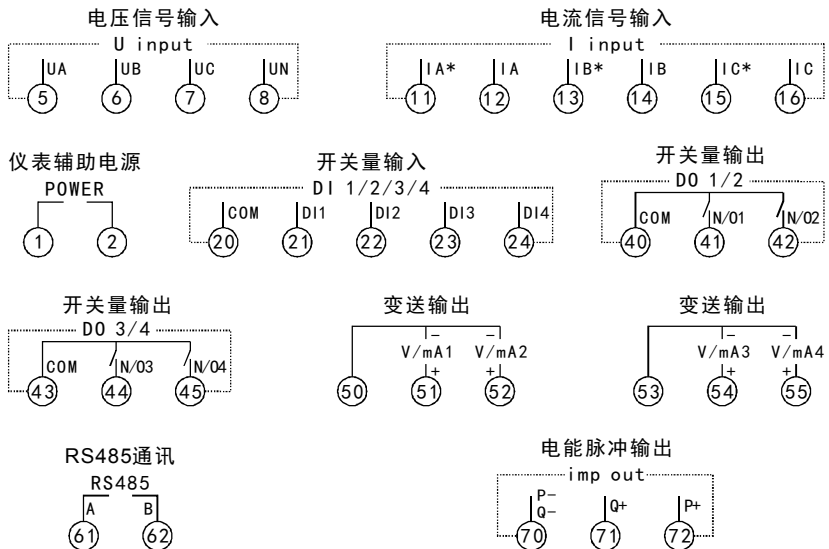 电压信号输入
U input
UA UB UC UN
5 6 7 8
电流信号输入
I input
IA* IA IB* IB IC* IC
11 12 13 14 15 16
仪表辅助电源
POWER
1 2
开关量输入
DI 1/2/3/4
COM DI1 DI2 DI3 DI4
20 21 22 23 24
开关量输出
DO 1/2
COM N/O1 N/O2
40 41 42
开关量输出
DO 3/4
COM N/O3 N/O4
43 44 45
变送输出
− −
V/mA1 V/mA2
+ +
50 51 52
变送输出
− −
V/mA3 V/mA4
+ +
53 54 55
RS485通讯
RS485
A B
61 62
电能脉冲输出
imp out
P−
Q− Q+ P+
70 71 72